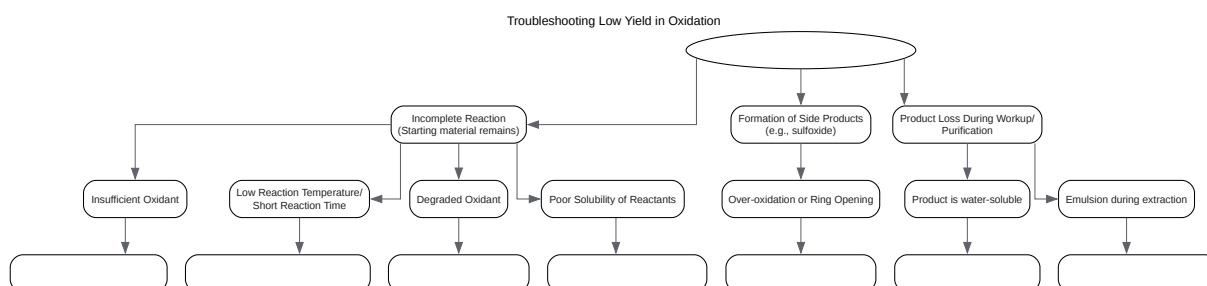 Troubleshooting Low Yield in Oxidation
Incomplete Reaction
(Starting material remains)
Formation of Side Products
(e.g., sulfoxide)
Product Loss During Workup/
Purification
Insufficient Oxidant
Low Reaction Temperature/
Short Reaction Time
Degraded Oxidant
Poor Solubility of Reactants
Over-oxidation or Ring Opening
Product is water-soluble
Emulsion during extraction